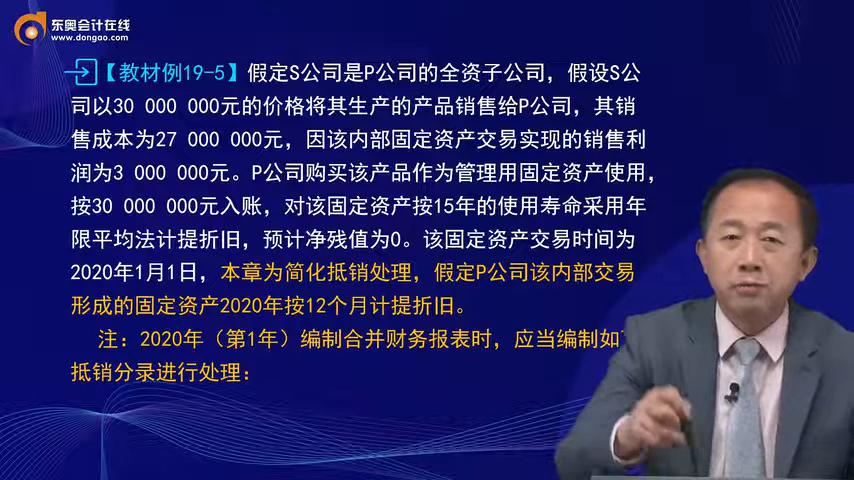 东奥会计在线
www.dongao.com
【教材例19-5】假定S公司是P公司的全资子公司，假设S公
司以30 000 000元的价格将其生产的产品销售给P公司，其销
售成本为27 000 000元，因该内部固定资产交易实现的销售利
润为3 000 000元。P公司购买该产品作为管理用固定资产使用，
按30 000 000元入账，对该固定资产按15年的使用寿命采用年
限平均法计提折旧，预计净残值为0。该固定资产交易时间为
2020年1月1日，本章为简化抵销处理，假定P公司该内部交易
形成的固定资产2020年按12个月计提折旧。
注：2020年（第1年）编制合并财务报表时，应当编制如
抵销分录进行处理：